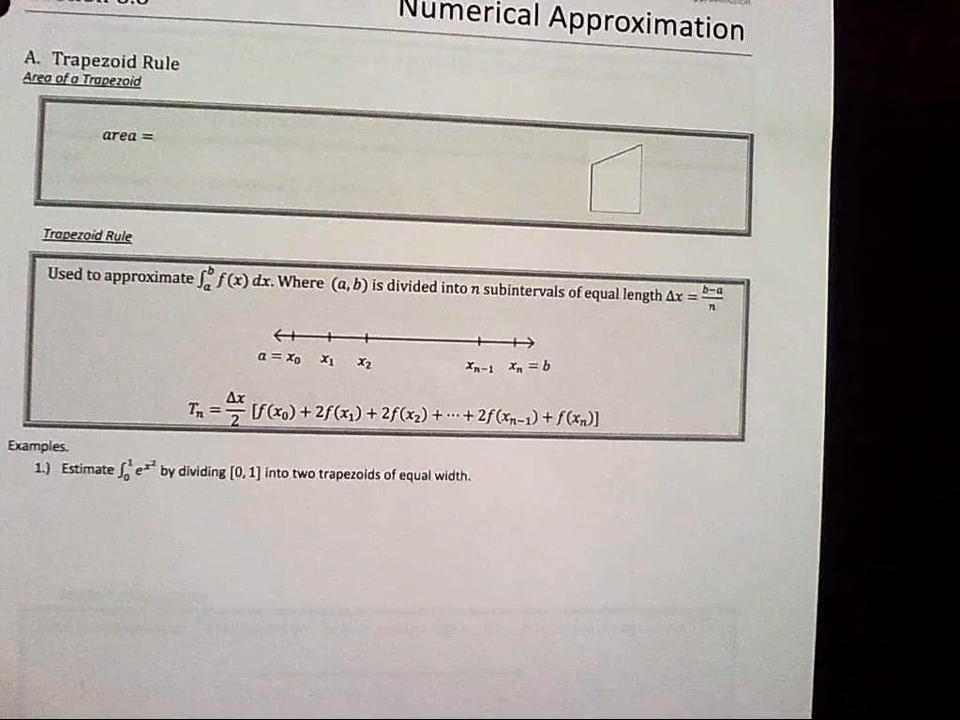 Numerical Approximation
A. Trapezoid Rule
Area of a Trapezoid
area =
Trapezoid Rule
Used to approximate ∫ₐᵇ f(x) dx. Where (a, b) is divided into n subintervals of equal length Δx = (b−a)/n
a = x₀ x₁ x₂ xₙ₋₁ xₙ = b
Tₙ = Δx/2 [f(x₀) + 2f(x₁) + 2f(x₂) + ⋯ + 2f(xₙ₋₁) + f(xₙ)]
Examples.
1.) Estimate ∫₀¹ eˣ² by dividing [0, 1] into two trapezoids of equal width.